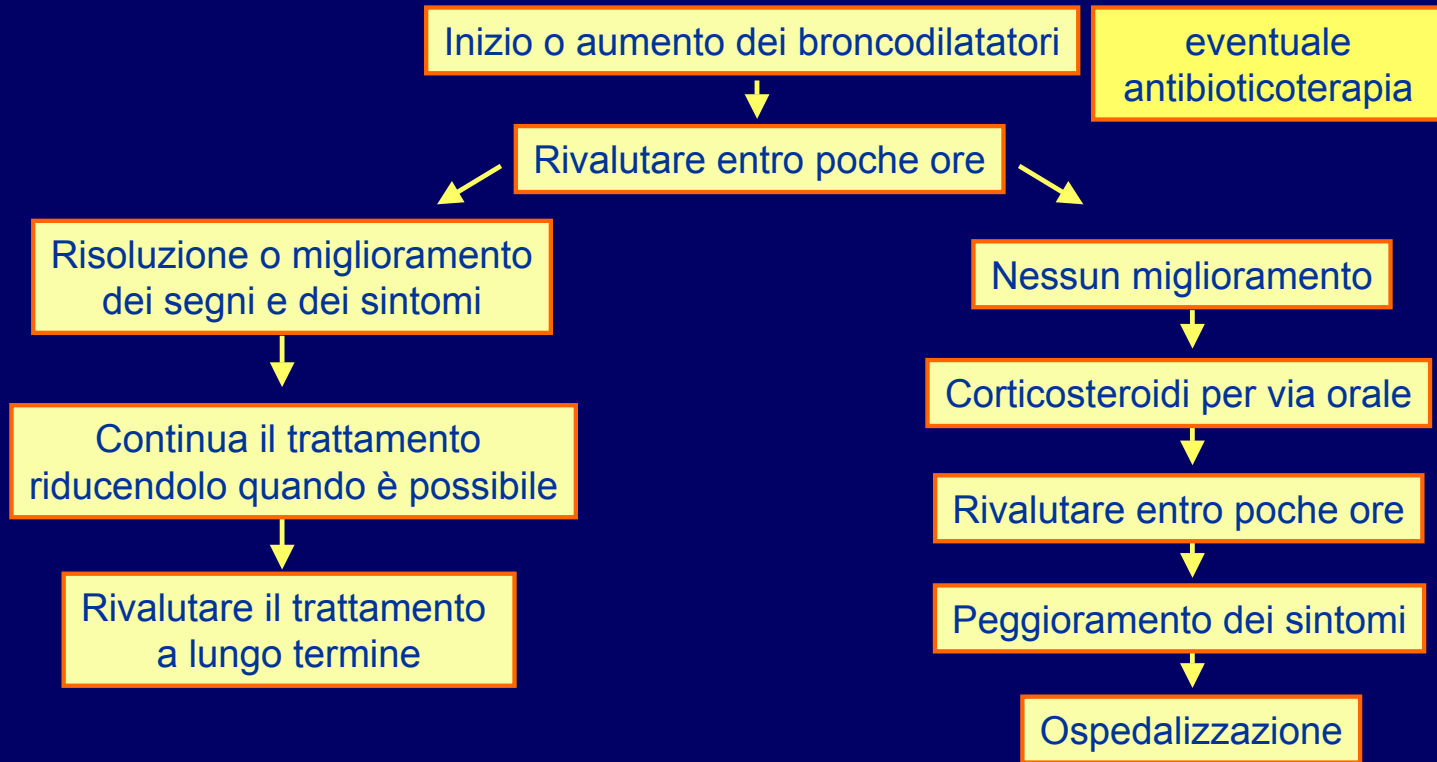 Inizio o aumento dei broncodilatatori
eventuale
antibioticoterapia
Rivalutare entro poche ore
Risoluzione o miglioramento
dei segni e dei sintomi
Continua il trattamento
riducendolo quando è possibile
Rivalutare il trattamento
a lungo termine
Nessun miglioramento
Corticosteroidi per via orale
Rivalutare entro poche ore
Peggioramento dei sintomi
Ospedalizzazione